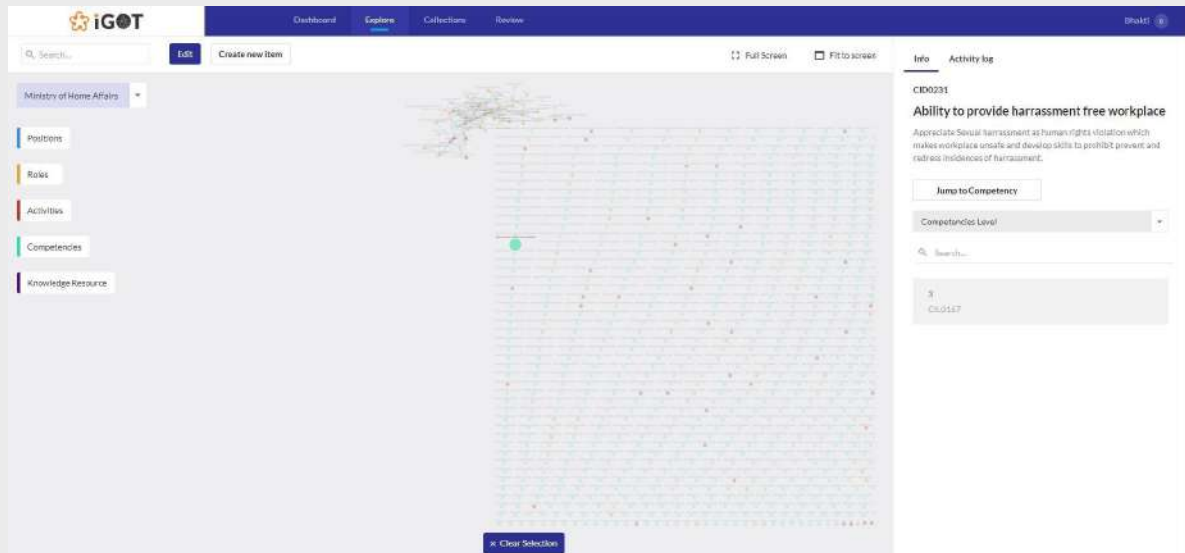 iGOT
Dashboard
Explore
Collections
Review
Bhakti
Search...
Edit
Create new item
Full Screen
Fit to screen
Info
Activity log
Ministry of Home Affairs
Positions
Roles
Activities
Competencies
Knowledge Resource
CID0231
Ability to provide harrassment free workplace
Appreciate Sexual harrassment as human rights violation which
makes workplace unsafe and develop skills to prohibit prevent and
redress incidences of harrassment.
Jump to Competency
Competencies Level
Search...
CIL0167
× Clear Selection